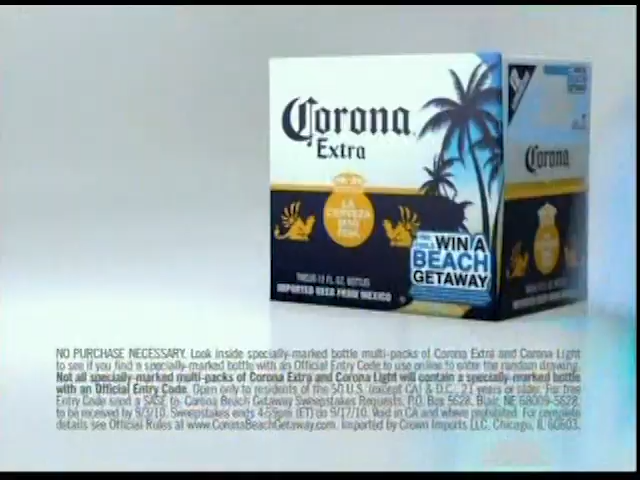 Corona
Extra
Corona
LA
CERVEZA
MAS
FINA
WIN A
BEACH
GETAWAY
TWELVE-12 FL. OZ. BOTTLES
IMPORTED BEER FROM MEXICO
NO PURCHASE NECESSARY. Look inside specially-marked bottle multi-packs of Corona Extra and Corona Light
to see if you find a specially-marked bottle with an Official Entry Code to use online to enter the random drawing.
Not all specially-marked multi-packs of Corona Extra and Corona Light will contain a specially-marked bottle
with an Official Entry Code. Open only to residents of the 50 U.S. (except CA) & D.C., 21 years or older. For free
Entry Code send a SASE to: Corona Beach Getaway Sweepstakes Requests, P.O. Box 5628, Blair, NE 68009-5628,
to be received by 9/3/10. Sweepstakes ends 4:59pm (ET) on 9/17/10. Void in CA and where prohibited. For complete
details see Official Rules at www.CoronaBeachGetaway.com. Imported by Crown Imports LLC, Chicago, IL 60603.